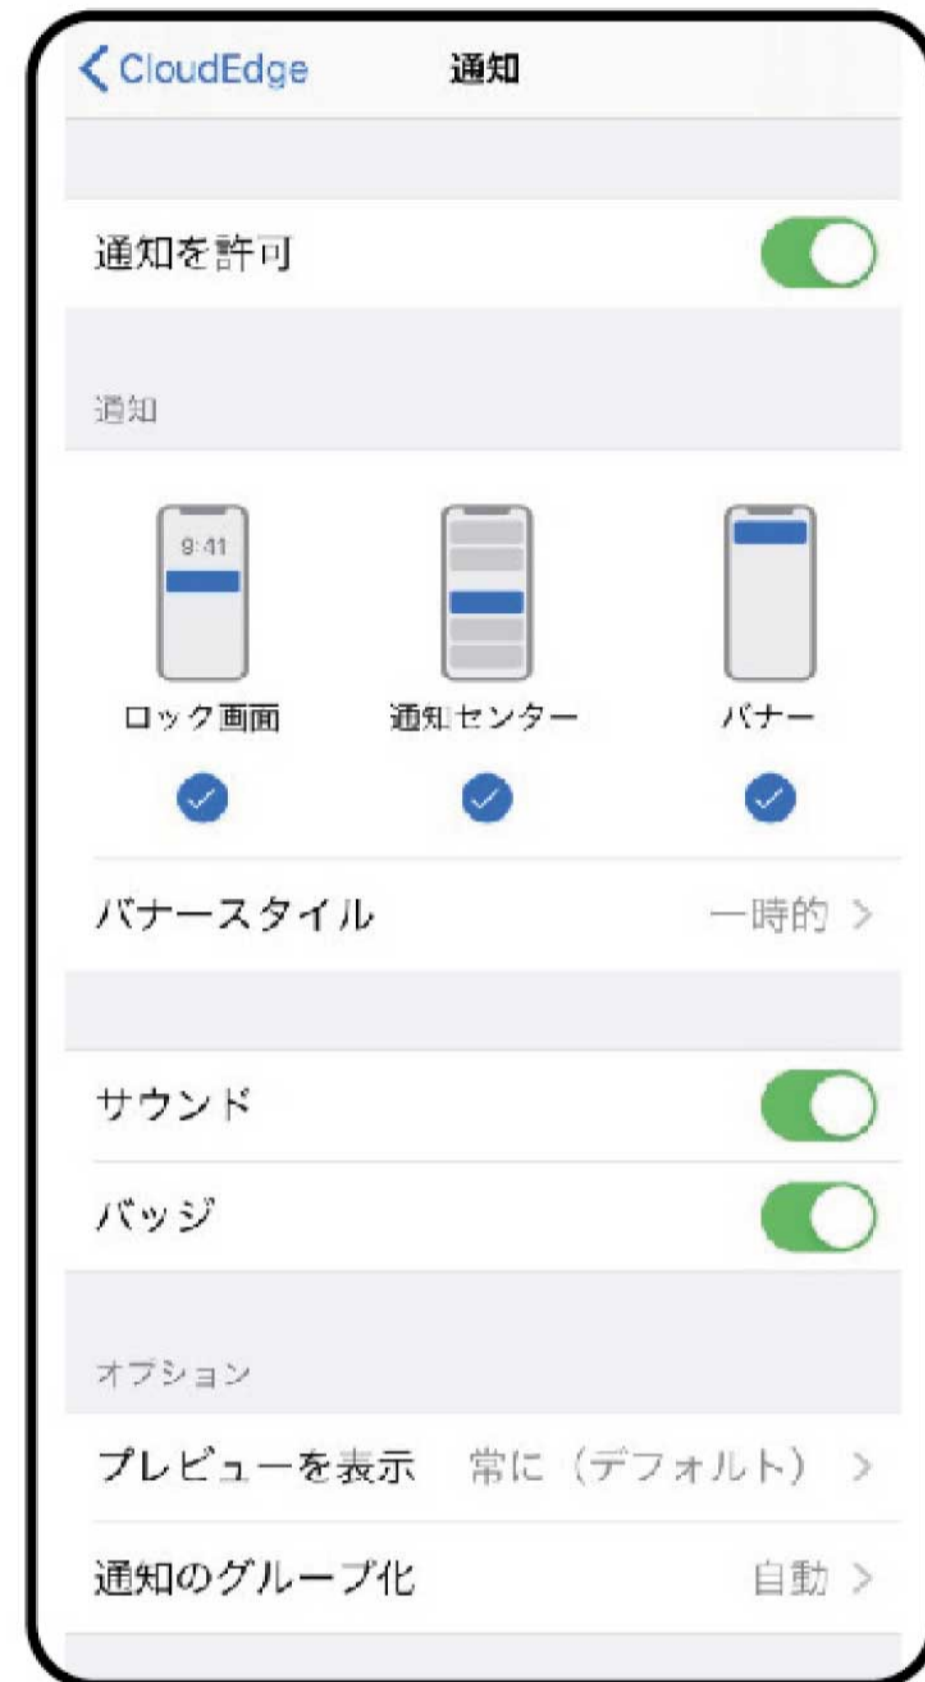 CloudEdge 通知
通知を許可
通知
9:41
ロック画面 通知センター バナー
バナースタイル 一時的
サウンド
バッジ
オプション
プレビューを表示 常に（デフォルト）
通知のグループ化 自動